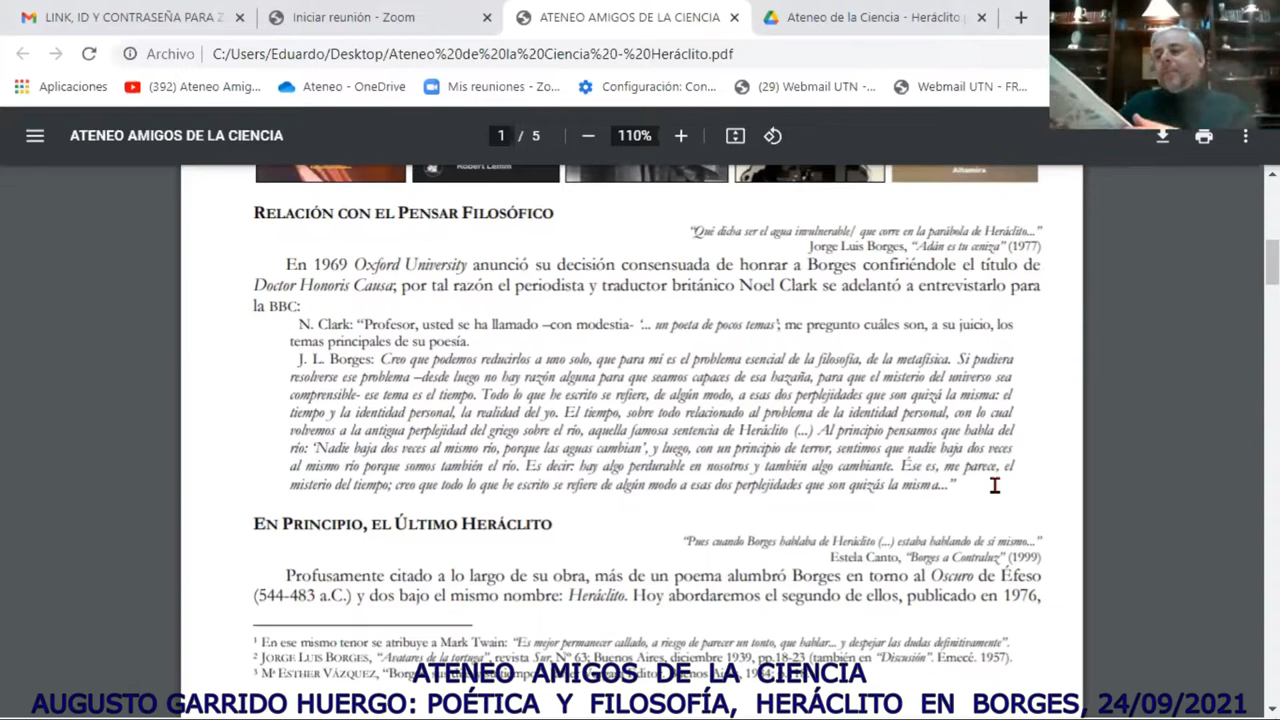 LINK, ID Y CONTRASEÑA PARA Z
Iniciar reunión - Zoom
ATENEO AMIGOS DE LA CIENCIA
Ateneo de la Ciencia - Heráclito
Archivo
C:/Users/Eduardo/Desktop/Ateneo%20de%20la%20Ciencia%20-%20Heráclito.pdf
Aplicaciones
(392) Ateneo Amig...
Ateneo - OneDrive
Mis reuniones - Zo...
Configuración: Con...
(29) Webmail UTN -...
Webmail UTN - FR...
ATENEO AMIGOS DE LA CIENCIA
1 / 5
110%
Robert Lemm
Altamira
RELACIÓN CON EL PENSAR FILOSÓFICO
“Qué dicha ser el agua invulnerable/ que corre en la parábola de Heráclito...”
Jorge Luis Borges, “Adán es tu ceniza” (1977)
En 1969 Oxford University anunció su decisión consensuada de honrar a Borges confiriéndole el título de
Doctor Honoris Causa; por tal razón el periodista y traductor británico Noel Clark se adelantó a entrevistarlo para
la BBC:
N. Clark: “Profesor, usted se ha llamado –con modestia- ‘... un poeta de pocos temas’; me pregunto cuáles son, a su juicio, los
temas principales de su poesía.
J. L. Borges: Creo que podemos reducirlos a uno solo, que para mí es el problema esencial de la filosofía, de la metafísica. Si pudiera
resolverse ese problema –desde luego no hay razón alguna para que seamos capaces de esa hazaña, para que el misterio del universo sea
comprensible- ese tema es el tiempo. Todo lo que he escrito se refiere, de algún modo, a esas dos perplejidades que son quizá la misma: el
tiempo y la identidad personal, la realidad del yo. El tiempo, sobre todo relacionado al problema de la identidad personal, con lo cual
volvemos a la antigua perplejidad del griego sobre el río, aquella famosa sentencia de Heráclito (...) Al principio pensamos que habla del
río: ‘Nadie baja dos veces al mismo río, porque las aguas cambian’, y luego, con un principio de terror, sentimos que nadie baja dos veces
al mismo río porque somos también el río. Es decir: hay algo perdurable en nosotros y también algo cambiante. Ése es, me parece, el
misterio del tiempo; creo que todo lo que he escrito se refiere de algún modo a esas dos perplejidades que son quizás la misma...”
EN PRINCIPIO, EL ÚLTIMO HERÁCLITO
“Pues cuando Borges hablaba de Heráclito (...) estaba hablando de sí mismo...”
Estela Canto, “Borges a Contraluz” (1999)
Profusamente citado a lo largo de su obra, más de un poema alumbró Borges en torno al Oscuro de Éfeso
(544-483 a.C.) y dos bajo el mismo nombre: Heráclito. Hoy abordaremos el segundo de ellos, publicado en 1976,
1 En ese mismo tenor se atribuye a Mark Twain: “Es mejor permanecer callado, a riesgo de parecer un tonto, que hablar... y despejar las dudas definitivamente”.
2 JORGE LUIS BORGES, “Avatares de la tortuga”, revista Sur, Nº 63; Buenos Aires, diciembre 1939, pp.18-23 (también en “Discusión”. Emecé. 1957).
3 Mª ESTHER VÁZQUEZ, “Borges
ATENEO AMIGOS DE LA CIENCIA
AUGUSTO GARRIDO HUERGO: POÉTICA Y FILOSOFÍA, HERÁCLITO EN BORGES, 24/09/2021